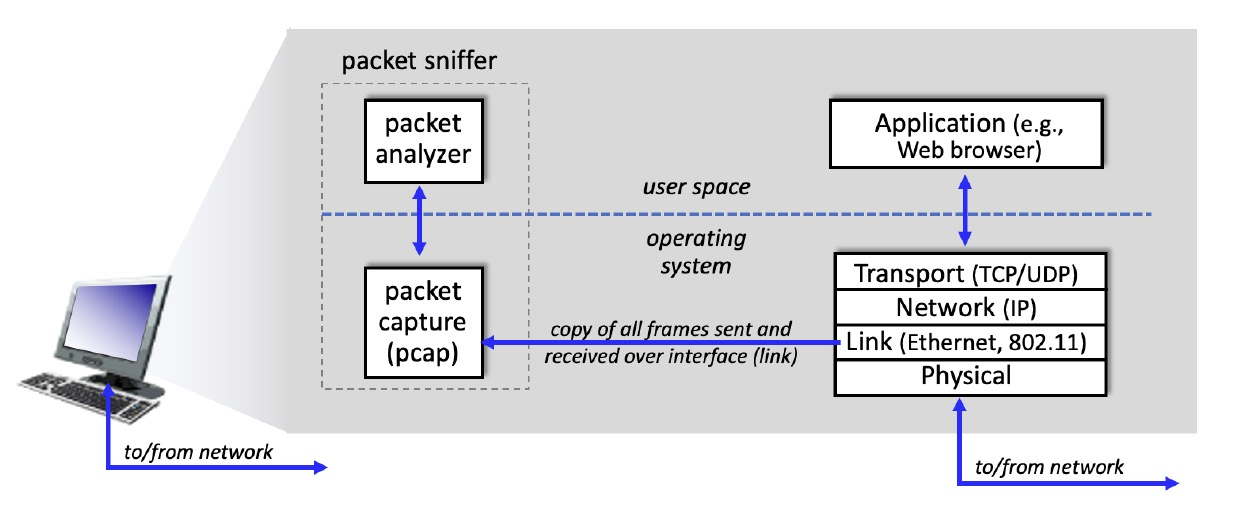 packet sniffer
packet
analyzer
Application (e.g.,
Web browser)
user space
operating
system
packet
capture
(pcap)
copy of all frames sent and
received over interface (link)
Transport (TCP/UDP)
Network (IP)
Link (Ethernet, 802.11)
Physical
to/from network
to/from network